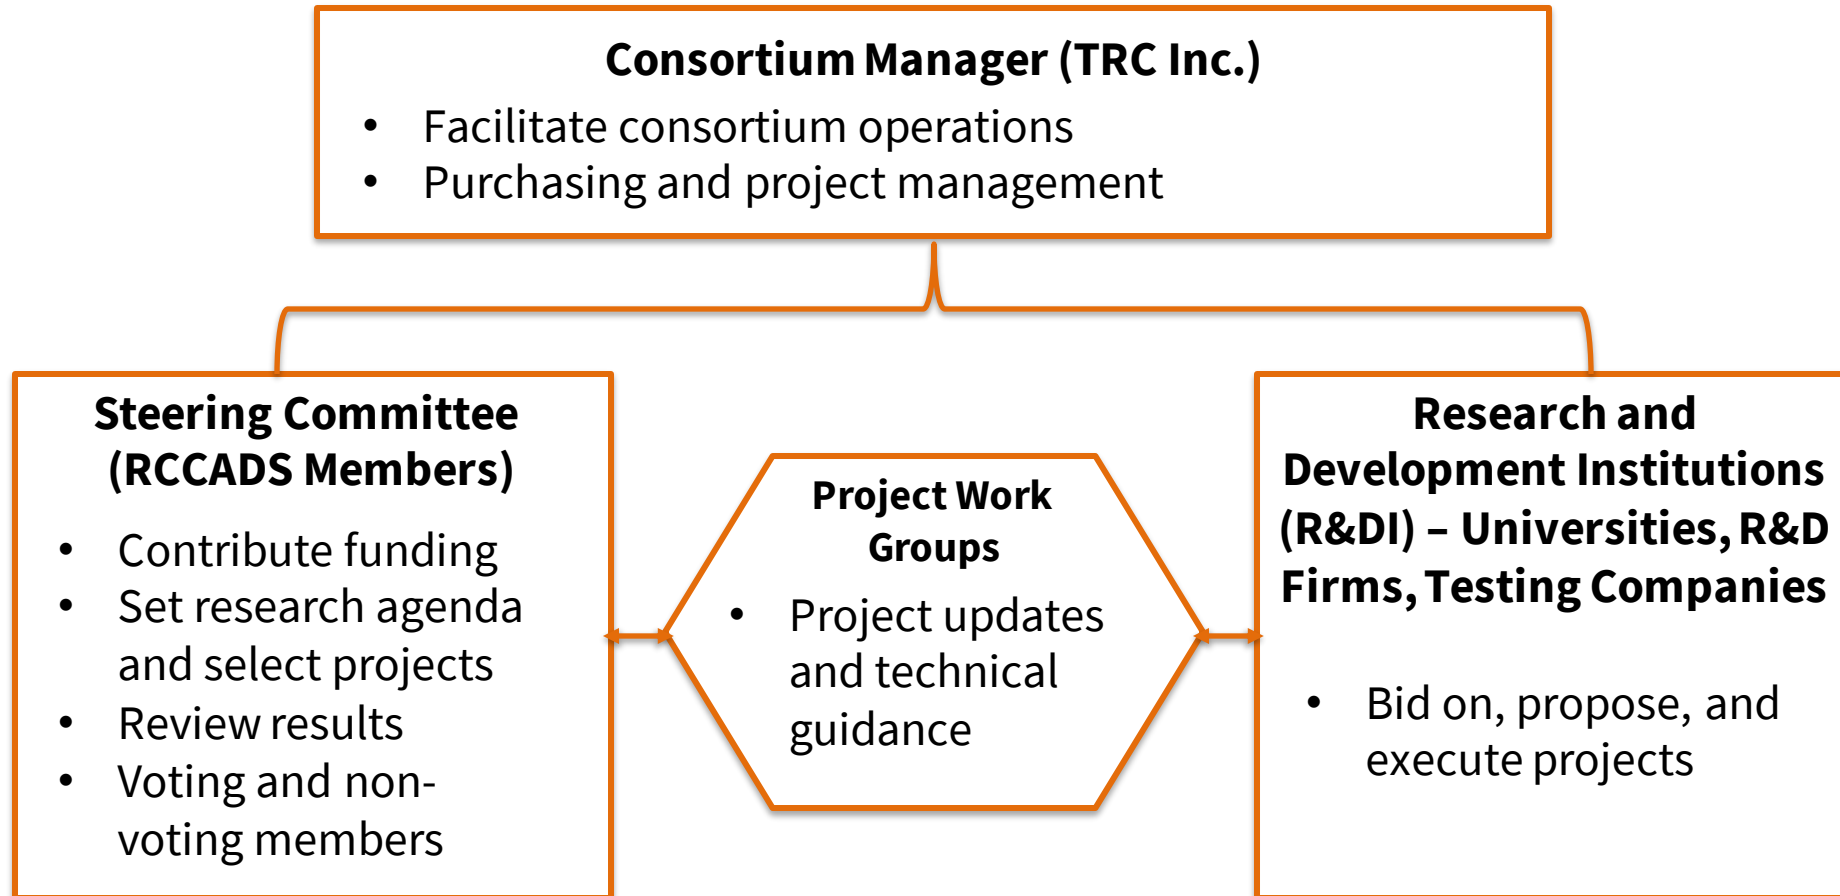 Consortium Manager (TRC Inc.)
• Facilitate consortium operations
• Purchasing and project management
Steering Committee
(RCCADS Members)
• Contribute funding
• Set research agenda
and select projects
• Review results
• Voting and non-
voting members
Project Work
Groups
• Project updates
and technical
guidance
Research and
Development Institutions
(R&DI) – Universities, R&D
Firms, Testing Companies
• Bid on, propose, and
execute projects